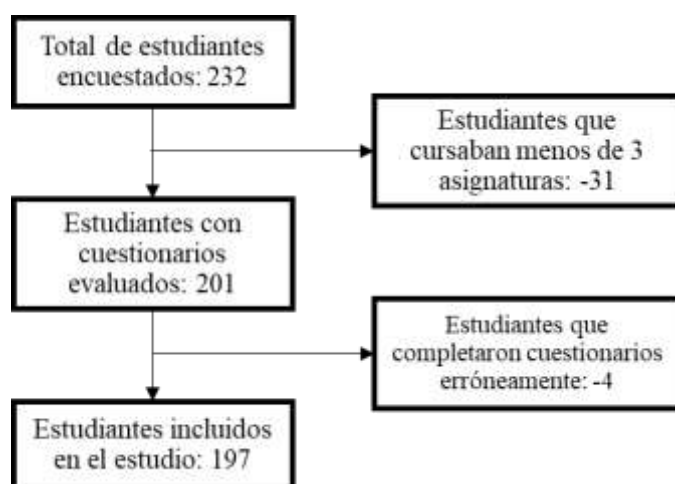 Total de estudiantes
encuestados: 232
Estudiantes que
cursaban menos de 3
asignaturas: -31
Estudiantes con
cuestionarios
evaluados: 201
Estudiantes que
completaron cuestionarios
erróneamente: -4
Estudiantes incluidos
en el estudio: 197